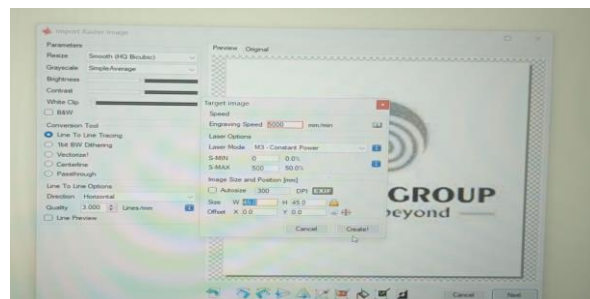 Import Raster Image
Parameters
Resize Smooth (HQ Bicubic)
Grayscale SimpleAverage
Brightness
Contrast
White Clip
B&W
Conversion Tool
Line To Line Tracing
1bit BW Dithering
Vectorize!
Centerline
Passthrough
Line To Line Options
Direction Horizontal
Quality 3.000 Lines/mm
Line Preview
Preview Original
Target image
Speed
Engraving Speed 5000 mm/min
Laser Options
Laser Mode M3 - Constant Power
S-MIN 0 0.0%
S-MAX 500 50.0%
Image Size and Position [mm]
Autosize 300 DPI EXIF
Size W H 45.0
Offset X 0.0 Y 0.0
Cancel Create!
GROUP
beyond
Cancel Next